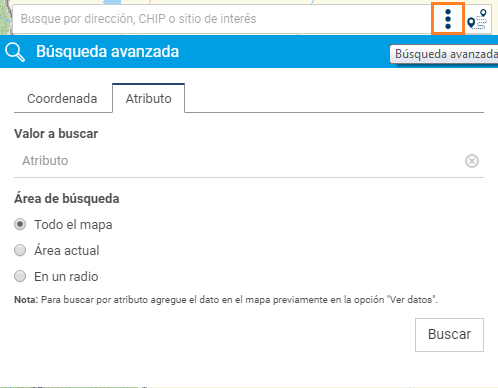 Busque por dirección, CHIP o sitio de interés
Búsqueda avanzada
Búsqueda avanzada
Coordenada
Atributo
Valor a buscar
Atributo
Área de búsqueda
Todo el mapa
Área actual
En un radio
Nota: Para buscar por atributo agregue el dato en el mapa previamente en la opción "Ver datos".
Buscar